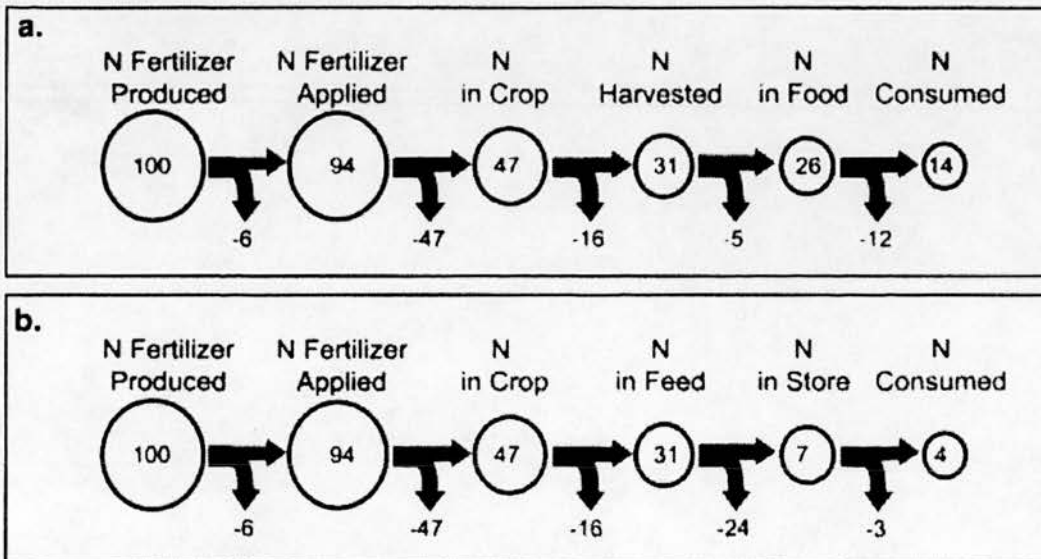 a.
N Fertilizer N Fertilizer N N N N
Produced Applied in Crop Harvested in Food Consumed
100 94 47 31 26 14
-6 -47 -16 -5 -12
b.
N Fertilizer N Fertilizer N N N N
Produced Applied in Crop in Feed in Store Consumed
100 94 47 31 7 4
-6 -47 -16 -24 -3